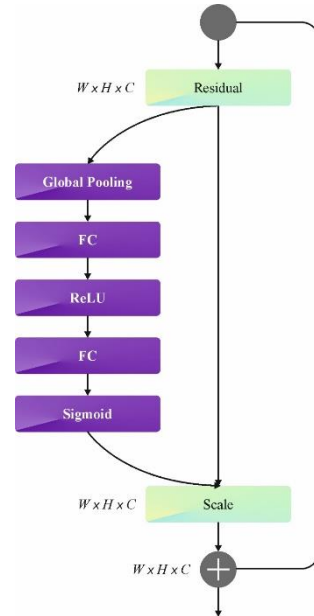 W × H × C
Residual
Global Pooling
FC
ReLU
FC
Sigmoid
W × H × C
Scale
W × H × C
+